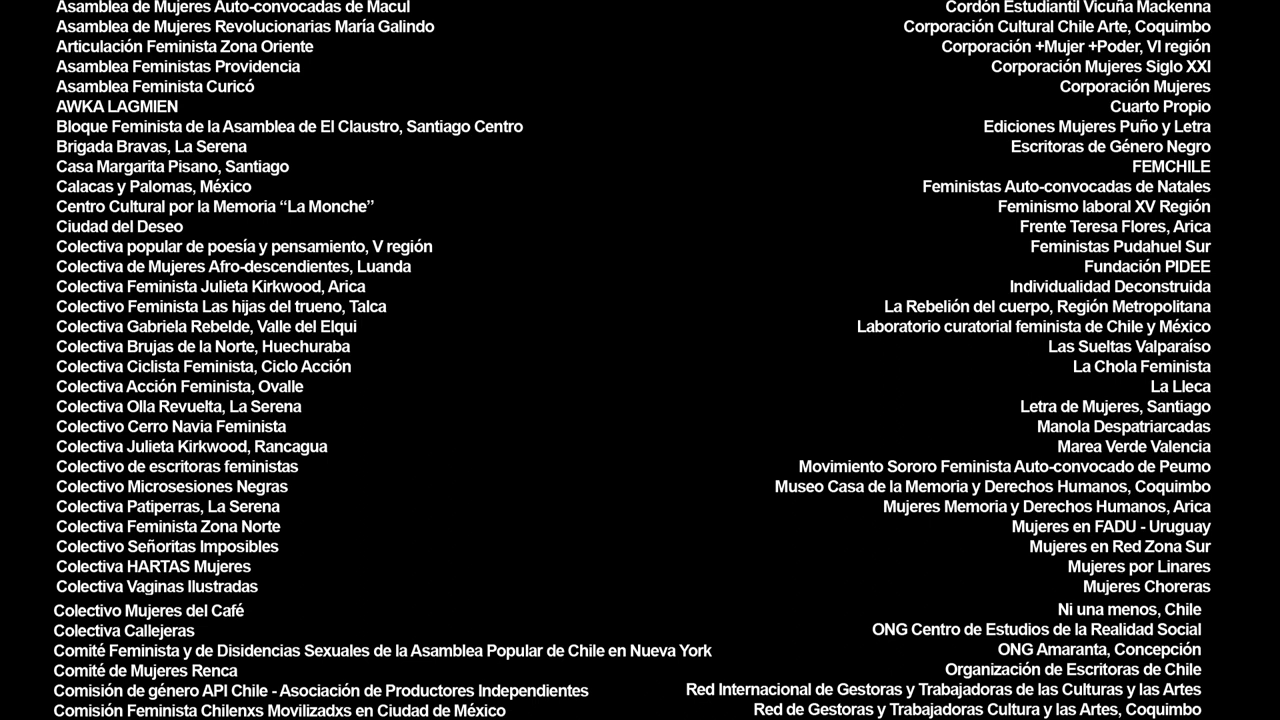 Asamblea de Mujeres Auto-convocadas de Macul
Asamblea de Mujeres Revolucionarias María Galindo
Articulación Feminista Zona Oriente
Asamblea Feministas Providencia
Asamblea Feminista Curicó
AWKA LAGMIEN
Bloque Feminista de la Asamblea de El Claustro, Santiago Centro
Brigada Bravas, La Serena
Casa Margarita Pisano, Santiago
Calacas y Palomas, México
Centro Cultural por la Memoria “La Monche”
Ciudad del Deseo
Colectiva popular de poesía y pensamiento, V región
Colectiva de Mujeres Afro-descendientes, Luanda
Colectiva Feminista Julieta Kirkwood, Arica
Colectivo Feminista Las hijas del trueno, Talca
Colectiva Gabriela Rebelde, Valle del Elqui
Colectiva Brujas de la Norte, Huechuraba
Colectiva Ciclista Feminista, Ciclo Acción
Colectiva Acción Feminista, Ovalle
Colectiva Olla Revuelta, La Serena
Colectivo Cerro Navia Feminista
Colectiva Julieta Kirkwood, Rancagua
Colectivo de escritoras feministas
Colectivo Microsesiones Negras
Colectiva Patiperras, La Serena
Colectiva Feminista Zona Norte
Colectivo Señoritas Imposibles
Colectiva HARTAS Mujeres
Colectiva Vaginas Ilustradas
Colectivo Mujeres del Café
Colectiva Callejeras
Comité Feminista y de Disidencias Sexuales de la Asamblea Popular de Chile en Nueva York
Comité de Mujeres Renca
Comisión de género API Chile - Asociación de Productores Independientes
Comisión Feminista Chilenxs Movilizadxs en Ciudad de México
Cordón Estudiantil Vicuña Mackenna
Corporación Cultural Chile Arte, Coquimbo
Corporación +Mujer +Poder, VI región
Corporación Mujeres Siglo XXI
Corporación Mujeres
Cuarto Propio
Ediciones Mujeres Puño y Letra
Escritoras de Género Negro
FEMCHILE
Feministas Auto-convocadas de Natales
Feminismo laboral XV Región
Frente Teresa Flores, Arica
Feministas Pudahuel Sur
Fundación PIDEE
Individualidad Deconstruida
La Rebelión del cuerpo, Región Metropolitana
Laboratorio curatorial feminista de Chile y México
Las Sueltas Valparaíso
La Chola Feminista
La Lleca
Letra de Mujeres, Santiago
Manola Despatriarcadas
Marea Verde Valencia
Movimiento Sororo Feminista Auto-convocado de Peumo
Museo Casa de la Memoria y Derechos Humanos, Coquimbo
Mujeres Memoria y Derechos Humanos, Arica
Mujeres en FADU - Uruguay
Mujeres en Red Zona Sur
Mujeres por Linares
Mujeres Choreras
Ni una menos, Chile
ONG Centro de Estudios de la Realidad Social
ONG Amaranta, Concepción
Organización de Escritoras de Chile
Red Internacional de Gestoras y Trabajadoras de las Culturas y las Artes
Red de Gestoras y Trabajadoras Cultura y las Artes, Coquimbo